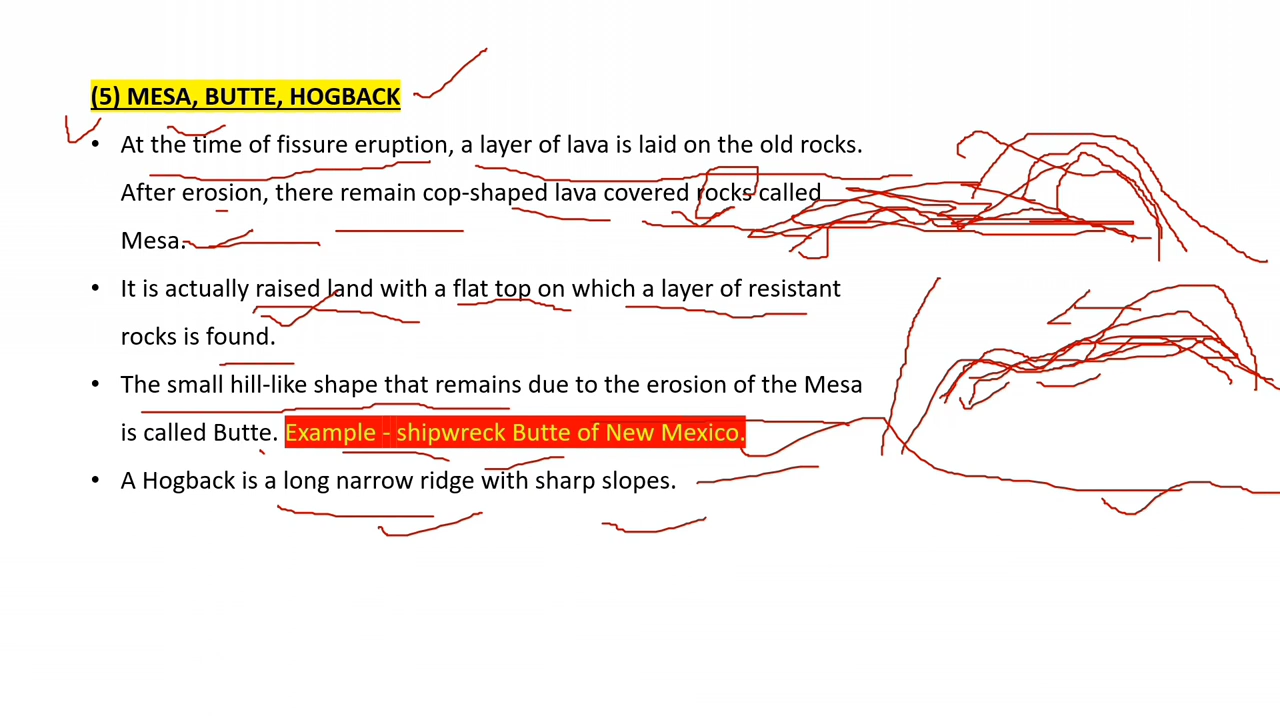 (5) MESA, BUTTE, HOGBACK
• At the time of fissure eruption, a layer of lava is laid on the old rocks.
After erosion, there remain cop-shaped lava covered rocks called
Mesa.
• It is actually raised land with a flat top on which a layer of resistant
rocks is found.
• The small hill-like shape that remains due to the erosion of the Mesa
is called Butte. Example - shipwreck Butte of New Mexico.
• A Hogback is a long narrow ridge with sharp slopes.